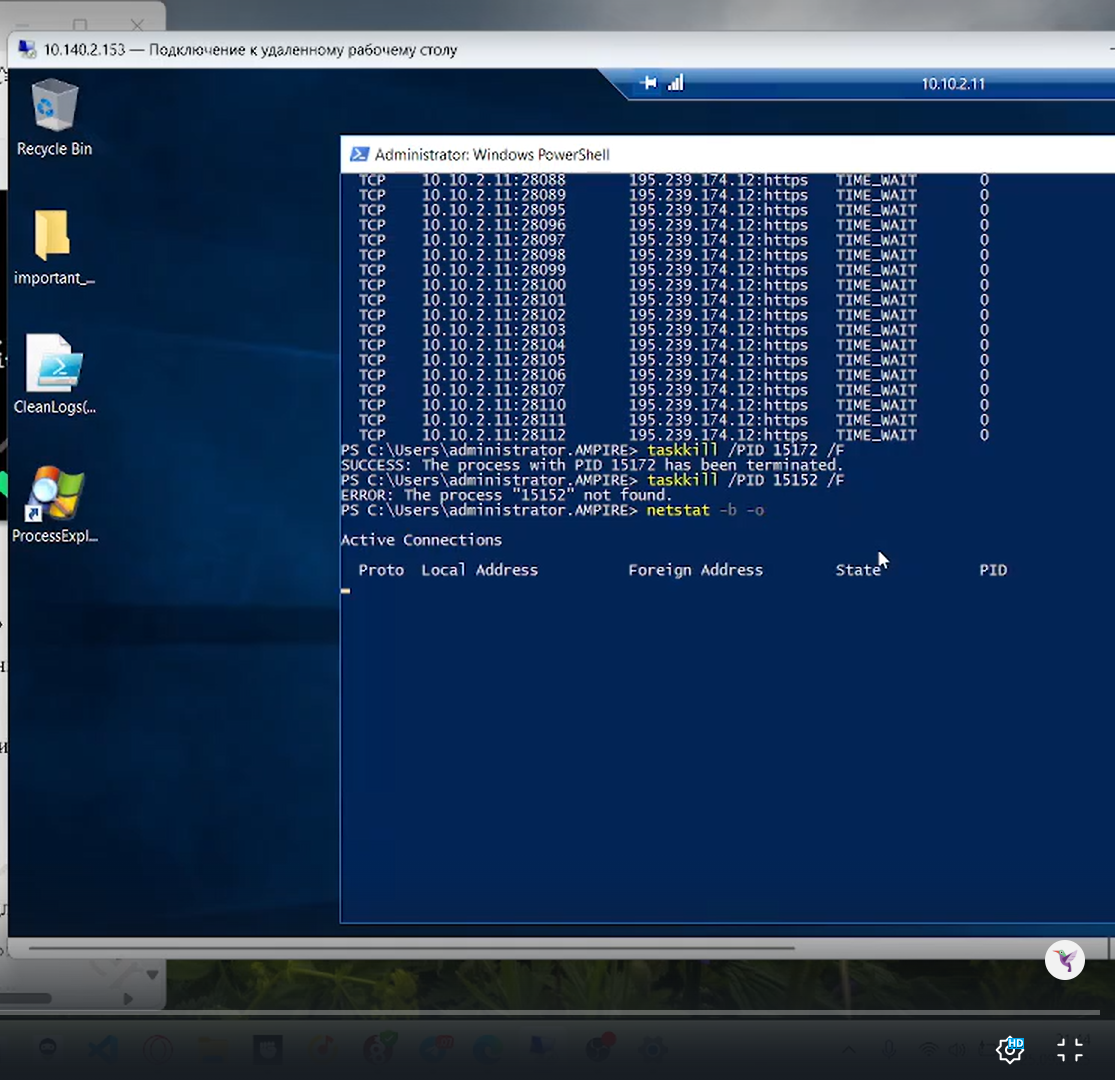 10.140.2.153 — Подключение к удаленному рабочему столу
10.10.2.11
Recycle Bin
important_...
CleanLogs(...
ProcessExpl...
Administrator: Windows PowerShell
TCP 10.10.2.11:28088 195.239.174.12:https TIME_WAIT 0
TCP 10.10.2.11:28089 195.239.174.12:https TIME_WAIT 0
TCP 10.10.2.11:28095 195.239.174.12:https TIME_WAIT 0
TCP 10.10.2.11:28096 195.239.174.12:https TIME_WAIT 0
TCP 10.10.2.11:28097 195.239.174.12:https TIME_WAIT 0
TCP 10.10.2.11:28098 195.239.174.12:https TIME_WAIT 0
TCP 10.10.2.11:28099 195.239.174.12:https TIME_WAIT 0
TCP 10.10.2.11:28100 195.239.174.12:https TIME_WAIT 0
TCP 10.10.2.11:28101 195.239.174.12:https TIME_WAIT 0
TCP 10.10.2.11:28102 195.239.174.12:https TIME_WAIT 0
TCP 10.10.2.11:28103 195.239.174.12:https TIME_WAIT 0
TCP 10.10.2.11:28104 195.239.174.12:https TIME_WAIT 0
TCP 10.10.2.11:28105 195.239.174.12:https TIME_WAIT 0
TCP 10.10.2.11:28106 195.239.174.12:https TIME_WAIT 0
TCP 10.10.2.11:28107 195.239.174.12:https TIME_WAIT 0
TCP 10.10.2.11:28110 195.239.174.12:https TIME_WAIT 0
TCP 10.10.2.11:28111 195.239.174.12:https TIME_WAIT 0
TCP 10.10.2.11:28112 195.239.174.12:https TIME_WAIT 0
PS C:\Users\administrator.AMPIRE> taskkill /PID 15172 /F
SUCCESS: The process with PID 15172 has been terminated.
PS C:\Users\administrator.AMPIRE> taskkill /PID 15152 /F
ERROR: The process "15152" not found.
PS C:\Users\administrator.AMPIRE> netstat -b -o
Active Connections
Proto Local Address Foreign Address State PID
HD